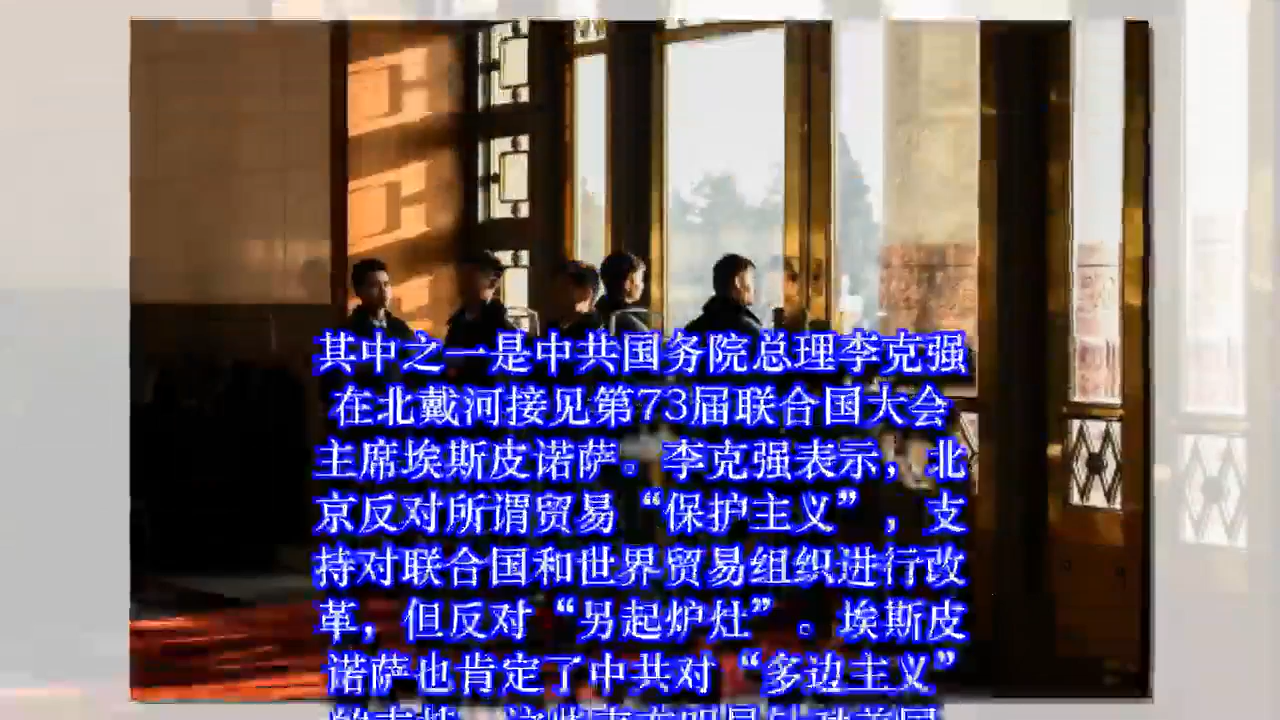 其中之一是中共国务院总理李克强
在北戴河接见第73届联合国大会
主席埃斯皮诺萨。李克强表示，北
京反对所谓贸易“保护主义”，支
持对联合国和世界贸易组织进行改
革，但反对“另起炉灶”。埃斯皮
诺萨也肯定了中共对“多边主义”